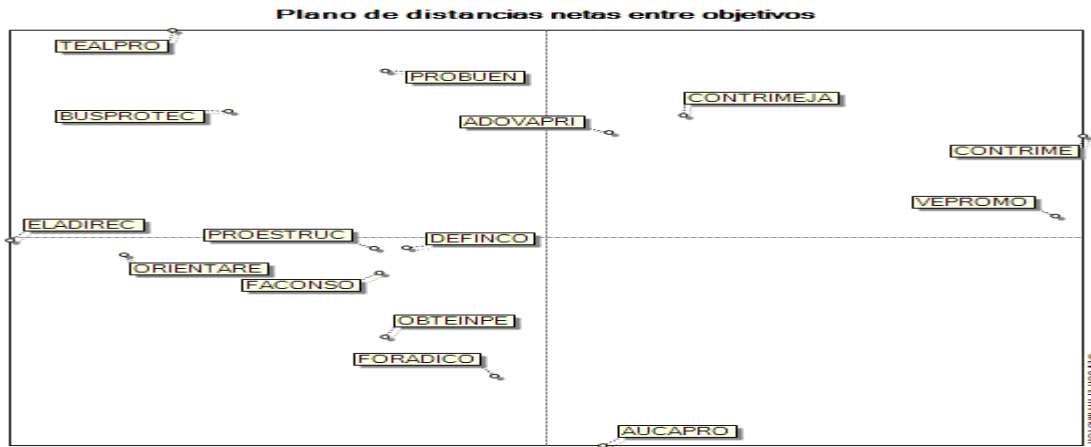 Plano de distancias netas entre objetivos
TEALPRO
PROBUEN
CONTRIMEJA
BUSPROTEC
ADOVAPRI
CONTRIME
VEPROMO
ELADIREC
PROESTRUC
DEFINCO
ORIENTARE
FACONSO
OBTEINPE
FORADICO
AUCAPRO